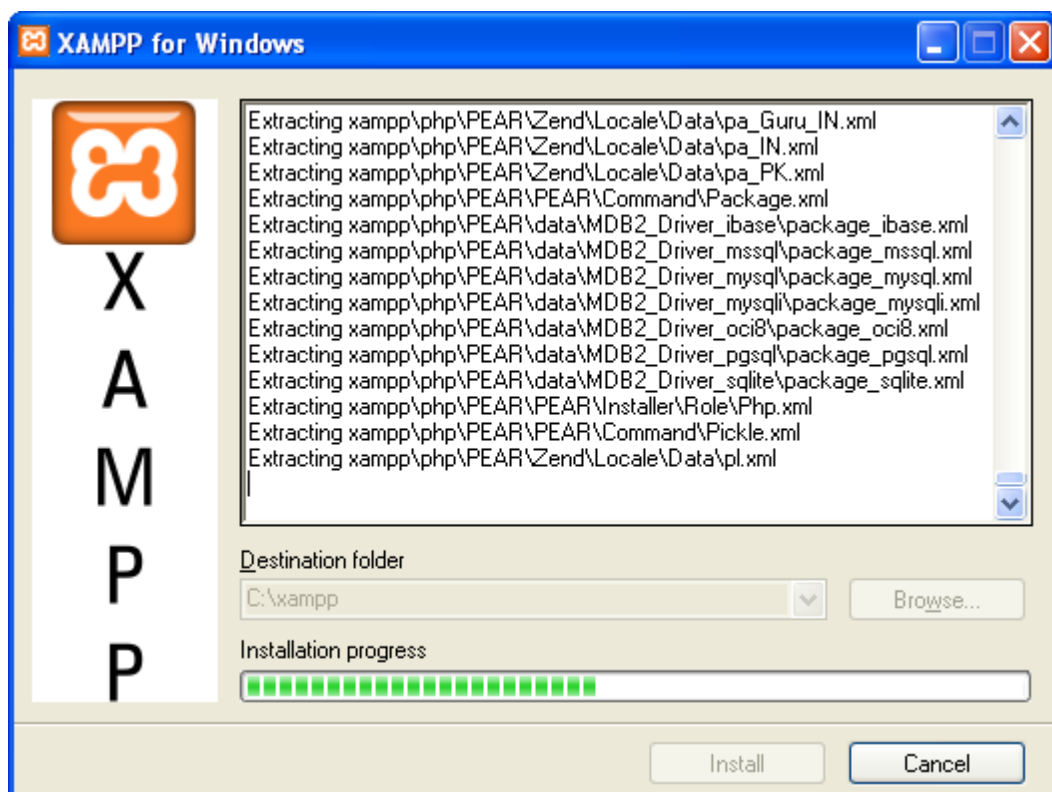 XAMPP for Windows
Extracting xampp\php\PEAR\Zend\Locale\Data\pa_Guru_IN.xml
Extracting xampp\php\PEAR\Zend\Locale\Data\pa_IN.xml
Extracting xampp\php\PEAR\Zend\Locale\Data\pa_PK.xml
Extracting xampp\php\PEAR\PEAR\Command\Package.xml
Extracting xampp\php\PEAR\data\MDB2_Driver_ibase\package_ibase.xml
Extracting xampp\php\PEAR\data\MDB2_Driver_mssql\package_mssql.xml
Extracting xampp\php\PEAR\data\MDB2_Driver_mysql\package_mysql.xml
Extracting xampp\php\PEAR\data\MDB2_Driver_mysqli\package_mysqli.xml
Extracting xampp\php\PEAR\data\MDB2_Driver_oci8\package_oci8.xml
Extracting xampp\php\PEAR\data\MDB2_Driver_pgsql\package_pgsql.xml
Extracting xampp\php\PEAR\data\MDB2_Driver_sqlite\package_sqlite.xml
Extracting xampp\php\PEAR\PEAR\Installer\Role\Php.xml
Extracting xampp\php\PEAR\PEAR\Command\Pickle.xml
Extracting xampp\php\PEAR\Zend\Locale\Data\pl.xml
X
A
M
P
P
Destination folder
C:\xampp
Browse...
Installation progress
Install
Cancel